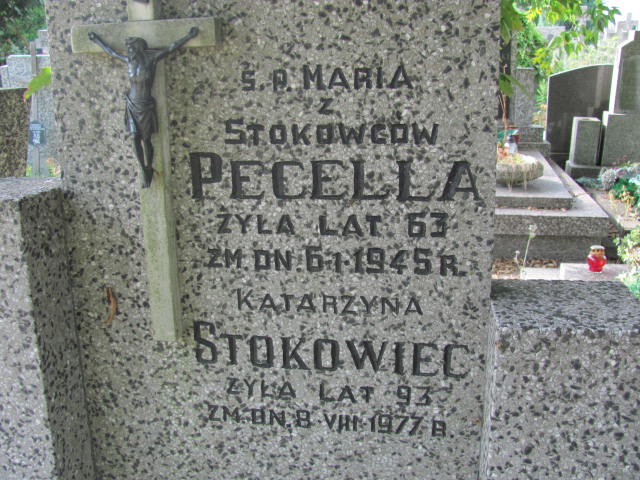 Ś.P. MARIA
Z
STOKOWCÓW
PECELLA
ŻYŁA LAT 63
ZM. DN. 6·I·1945 R.
KATARZYNA
STOKOWIEC
ŻYŁA LAT 93
ZM. DN. 8·VIII·1977 R.